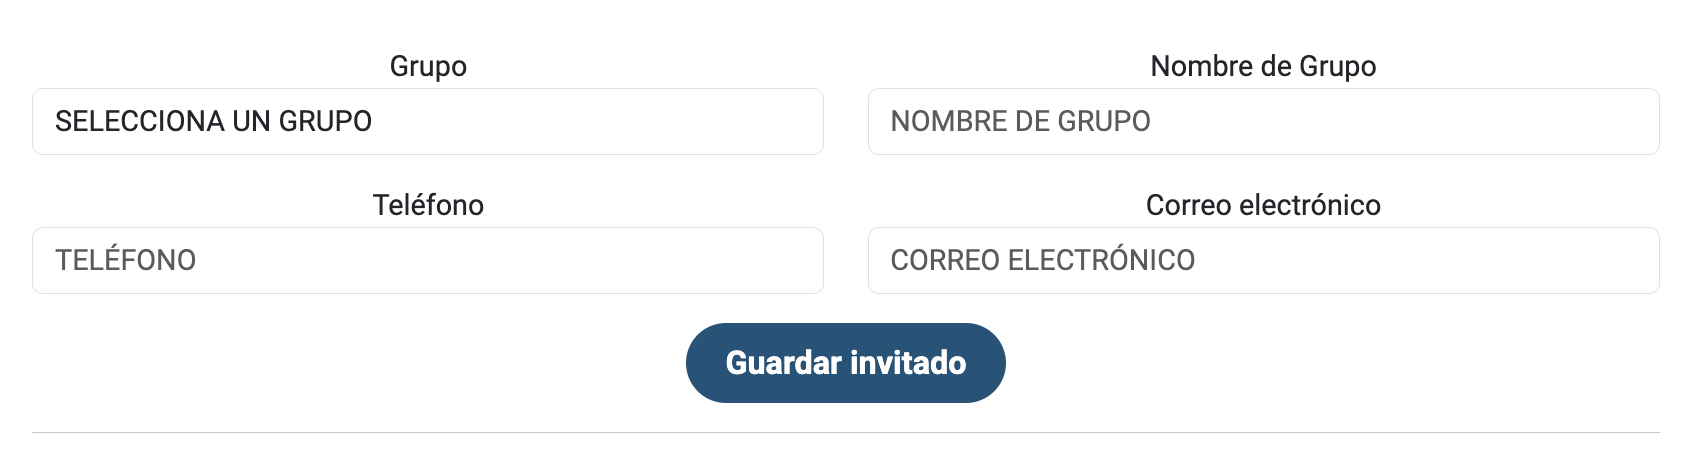 Grupo
Nombre de Grupo
SELECCIONA UN GRUPO
NOMBRE DE GRUPO
Teléfono
Correo electrónico
TELÉFONO
CORREO ELECTRÓNICO
Guardar invitado